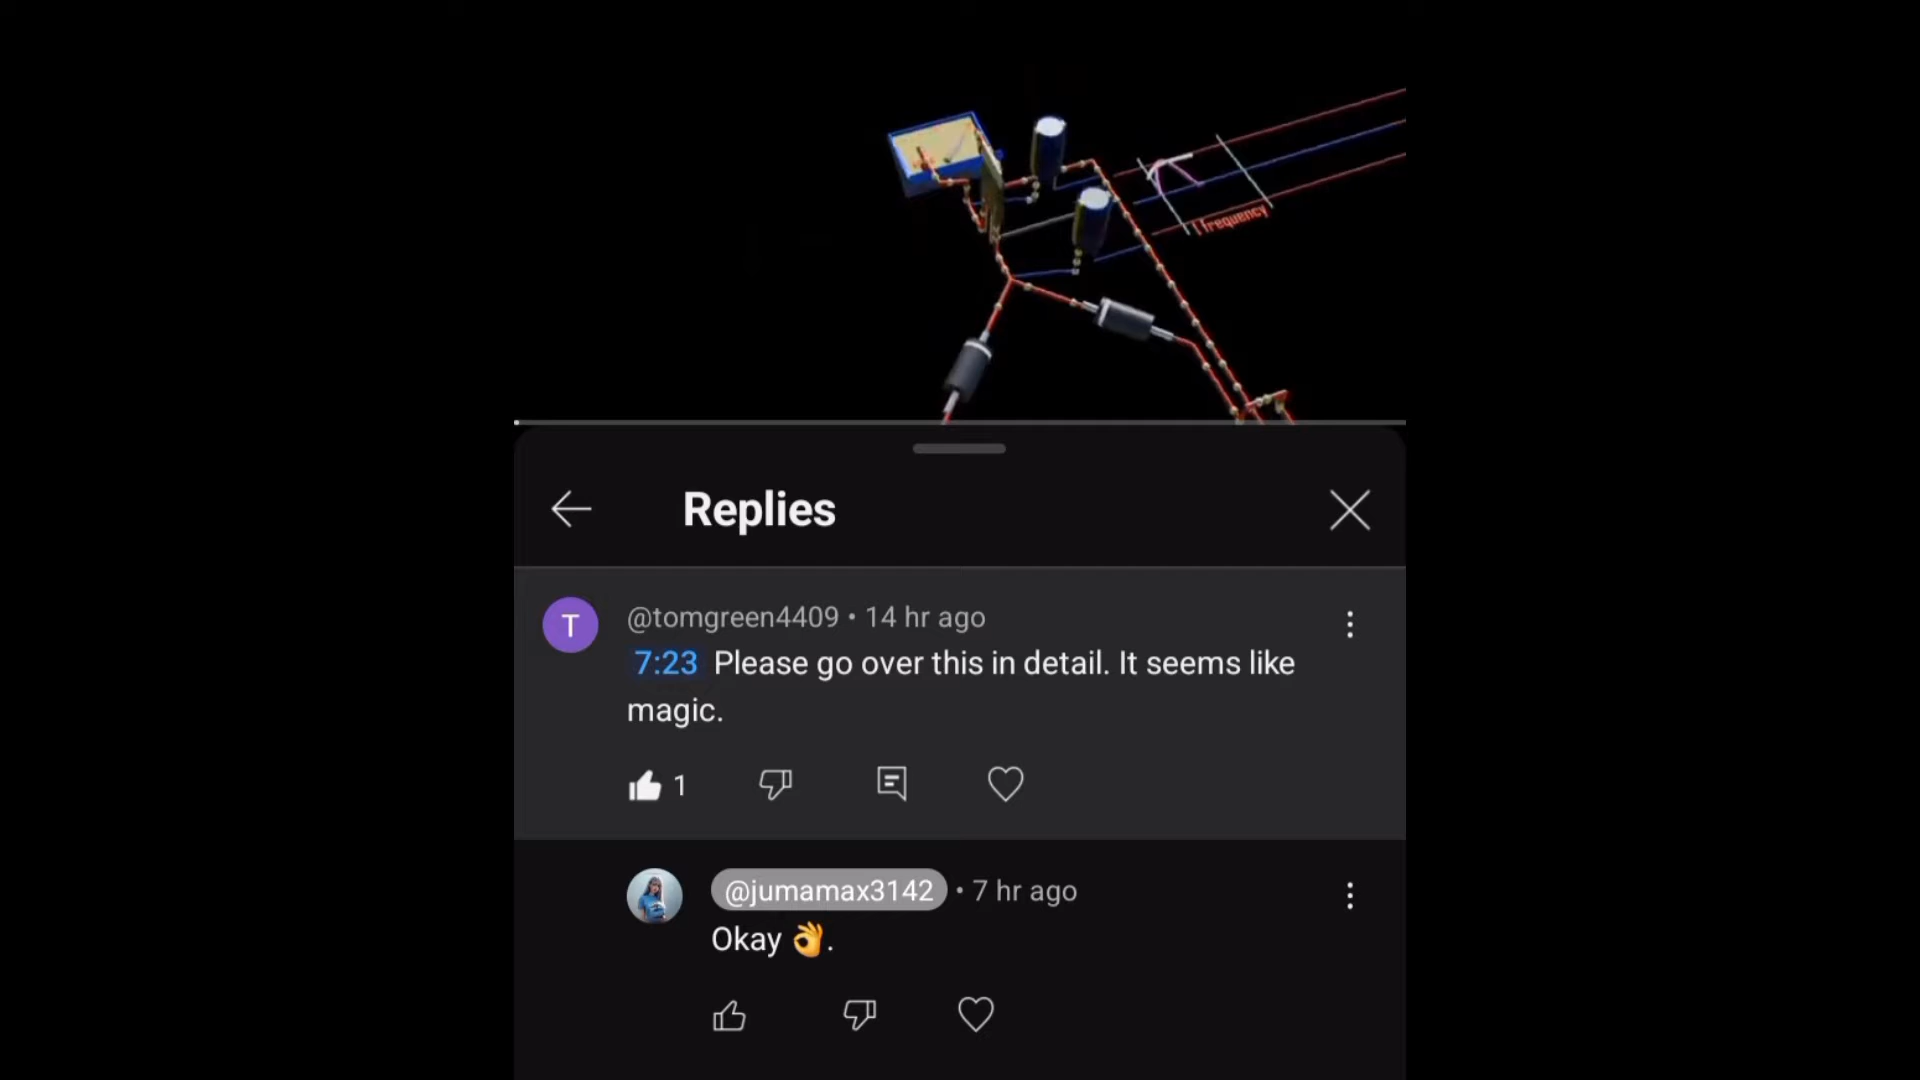 frequancy
Replies
T
@tomgreen4409 • 14 hr ago
7:23 Please go over this in detail. It seems like
magic.
1
@jumamax3142 • 7 hr ago
Okay 👌.